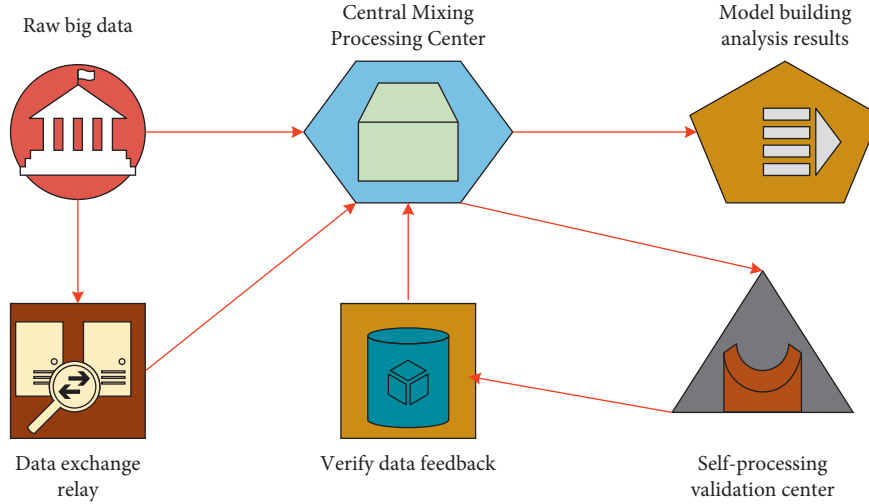 Raw big data
Central Mixing
Processing Center
Model building
analysis results
Data exchange
relay
Verify data feedback
Self-processing
validation center